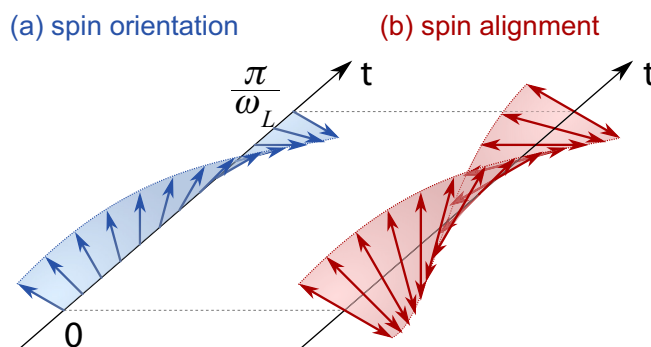 (a) spin orientation
(b) spin alignment
π
ω_L
t
t
0